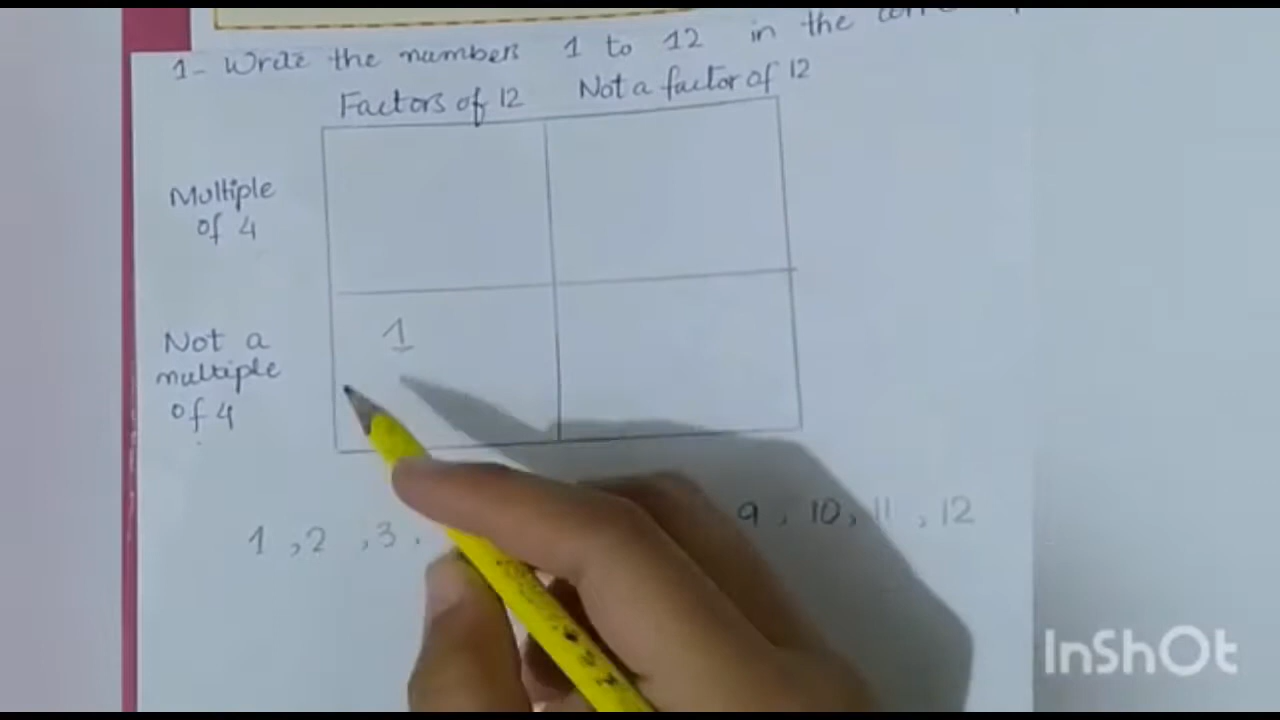 1- Write the numbers 1 to 12 in the
Factors of 12 Not a factor of 12
Multiple
of 4
Not a
multiple
of 4
1
1 , 2 , 3 , 9 , 10 , 11 , 12
InShOt